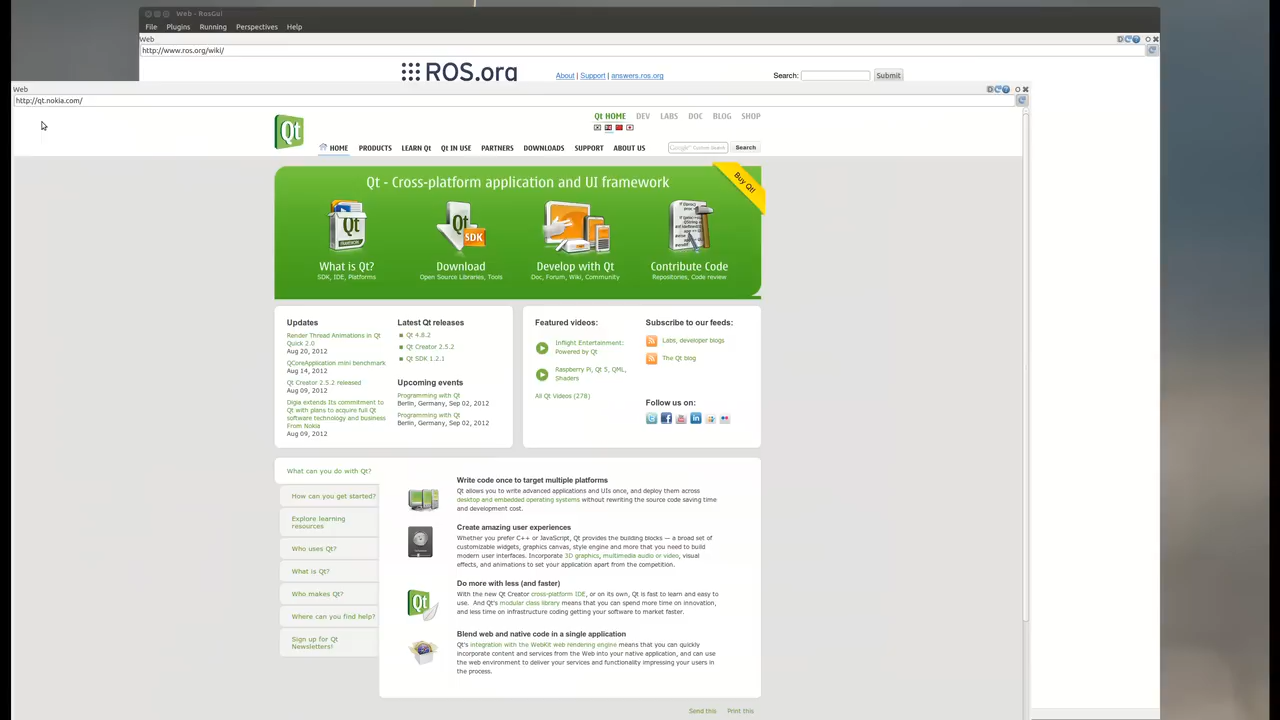 Web - RosGui
File Plugins Running Perspectives Help
Web
http://www.ros.org/wiki/
ROS.org
About | Support | answers.ros.org
Search:
Submit
Web
http://qt.nokia.com/
Qt
Qt HOME DEV LABS DOC BLOG SHOP
HOME PRODUCTS LEARN Qt Qt IN USE PARTNERS DOWNLOADS SUPPORT ABOUT US
Search
Qt - Cross-platform application and UI framework
Buy Qt!
What is Qt?
SDK, IDE, Platforms
SDK
Download
Open Source Libraries, Tools
Develop with Qt
Doc, Forum, Wiki, Community
Contribute Code
Repositories, Code review
Updates
Render Thread Animations in Qt
Quick 2.0
Aug 20, 2012
QCoreApplication mini benchmark
Aug 14, 2012
Qt Creator 2.5.2 released
Aug 09, 2012
Digia extends its commitment to
Qt with plans to acquire full Qt
software technology and business
From Nokia
Aug 09, 2012
Latest Qt releases
Qt 4.8.2
Qt Creator 2.5.2
Qt SDK 1.2.1
Upcoming events
Programming with Qt
Berlin, Germany, Sep 02, 2012
Programming with Qt
Berlin, Germany, Sep 02, 2012
Featured videos:
Inflight Entertainment:
Powered by Qt
Raspberry Pi, Qt 5, QML,
Shaders
All Qt Videos (278)
Subscribe to our feeds:
Labs, developer blogs
The Qt blog
Follow us on:
What can you do with Qt?
How can you get started?
Explore learning
resources
Who uses Qt?
What is Qt?
Who makes Qt?
Where can you find help?
Sign up for Qt
Newsletters!
Write code once to target multiple platforms
Qt allows you to write advanced applications and UIs once, and deploy them across
desktop and embedded operating systems without rewriting the source code saving time
and development cost.
Create amazing user experiences
Whether you prefer C++ or JavaScript, Qt provides the building blocks — a broad set of
customizable widgets, graphics canvas, style engine and more that you need to build
modern user interfaces. Incorporate 3D graphics, multimedia audio or video, visual
effects, and animations to set your application apart from the competition.
Do more with less (and faster)
With the new Qt Creator cross-platform IDE, or on its own, Qt is fast to learn and easy to
use. And Qt's modular class library means that you can spend more time on innovation,
and less time on infrastructure coding getting your software to market faster.
Blend web and native code in a single application
Qt's integration with the WebKit web rendering engine means that you can quickly
incorporate content and services from the Web into your native application, and can use
the web environment to deliver your services and functionality impressing your users in
the process.
Send this Print this